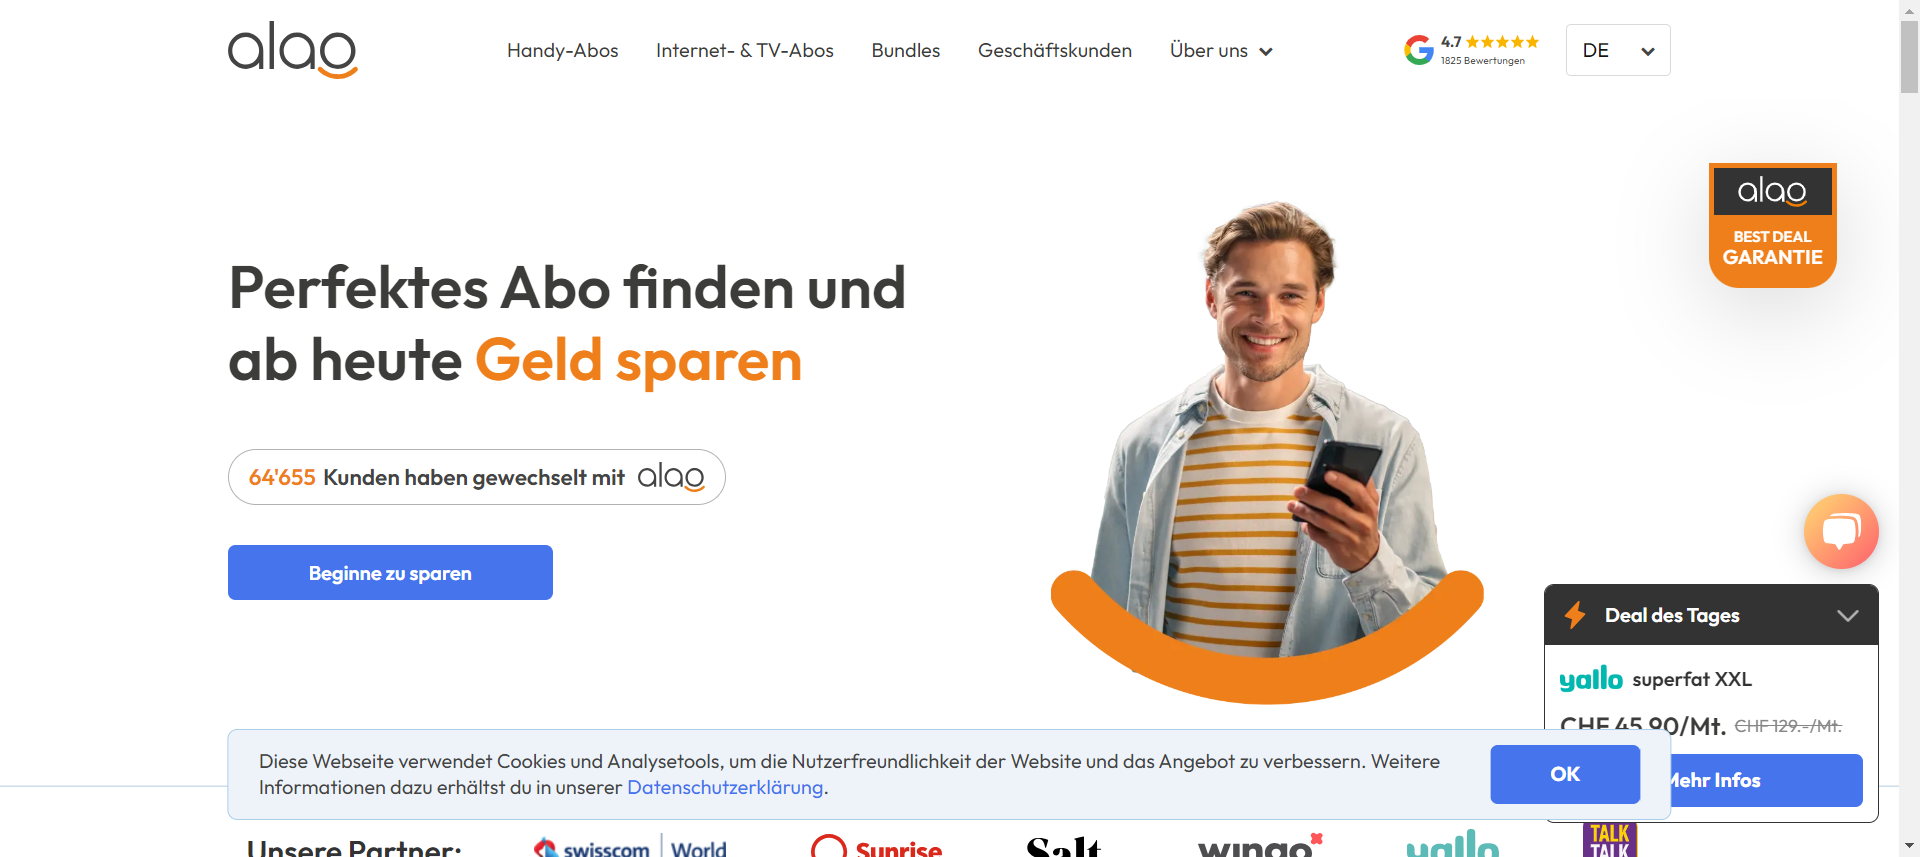 alao
Handy-Abos
Internet- & TV-Abos
Bundles
Geschäftskunden
Über uns
4.7
1825 Bewertungen
DE
alao
BEST DEAL
GARANTIE
Perfektes Abo finden und
ab heute Geld sparen
64'655 Kunden haben gewechselt mit alao
Beginne zu sparen
Deal des Tages
yallo superfat XXL
CHF 45.90/Mt. CHF 129.-/Mt.
Mehr Infos
Diese Webseite verwendet Cookies und Analysetools, um die Nutzerfreundlichkeit der Website und das Angebot zu verbessern. Weitere
Informationen dazu erhältst du in unserer Datenschutzerklärung.
OK
Unsere Partner:
swisscom World
Sunrise
Salt
wingo
yallo
TALK
TALK